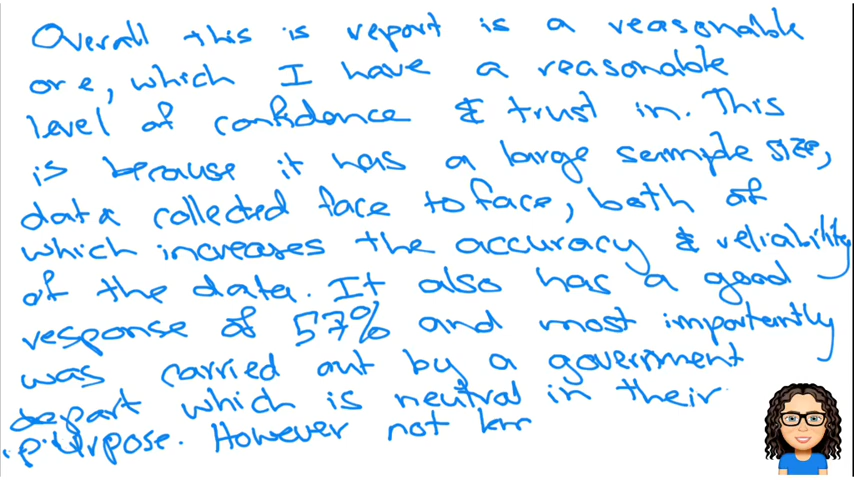 Overall this is report is a reasonable
one, which I have a reasonable
level of confidence & trust in. This
is because it has a large sample size,
data collected face to face, both of
which increases the accuracy & reliability
of the data. It also has a good
response of 57% and most importantly
was carried out by a government
depart which is neutral in their
purpose. However not kn